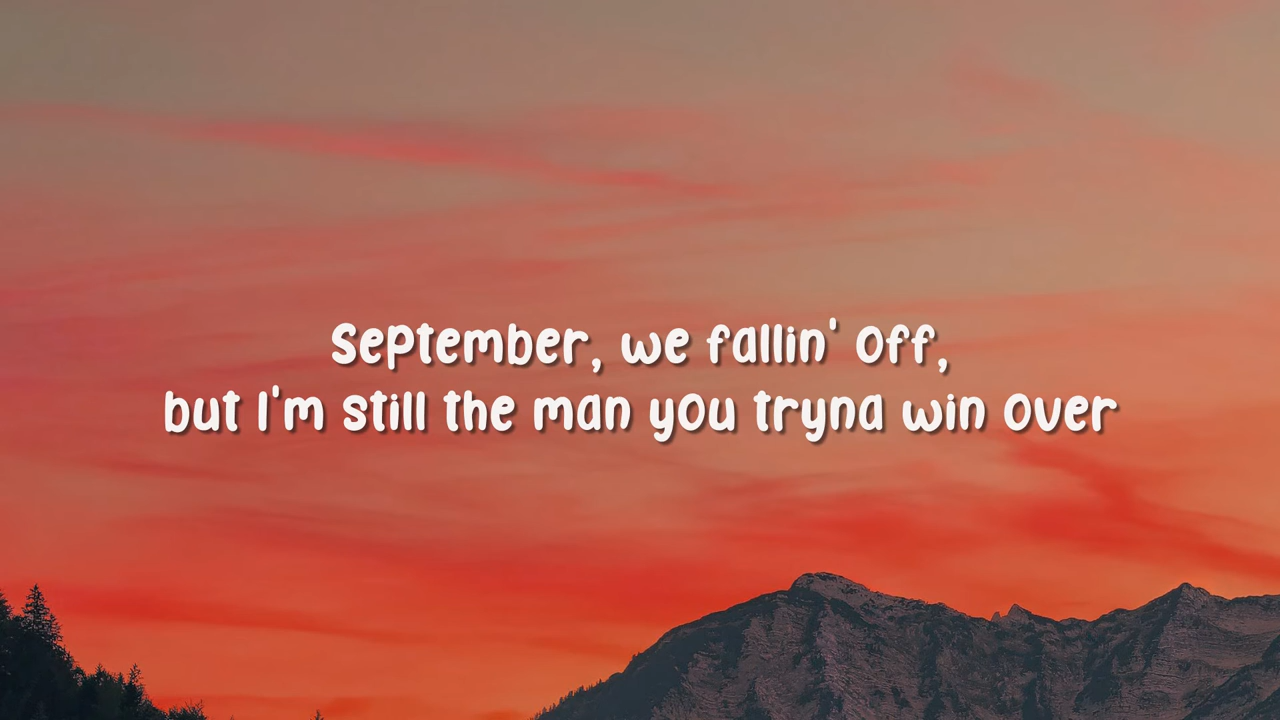 September, we fallin' off,
but I'm still the man you tryna win over